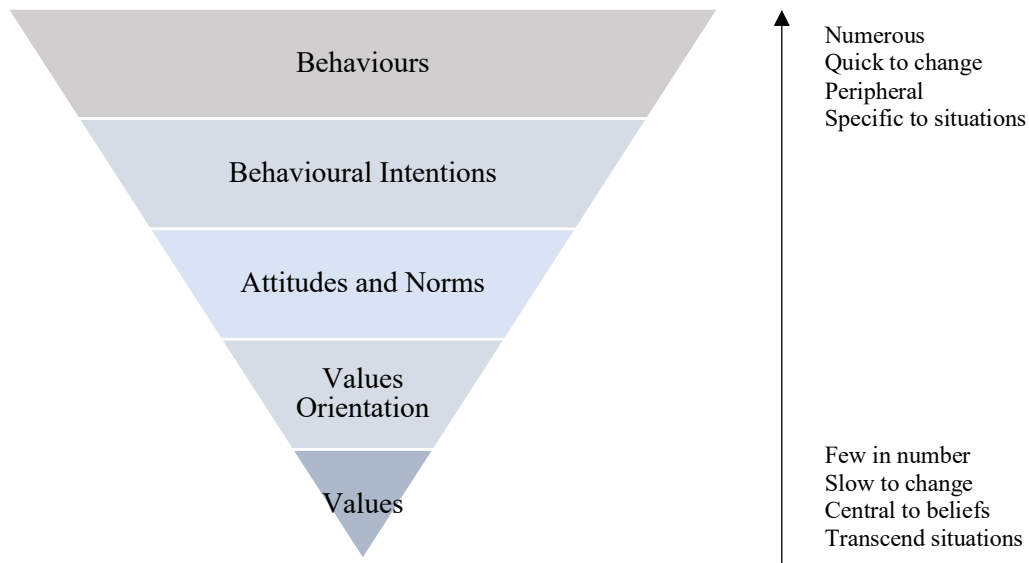 Behaviours
Behavioural Intentions
Attitudes and Norms
Values
Orientation
Values
Numerous
Quick to change
Peripheral
Specific to situations
Few in number
Slow to change
Central to beliefs
Transcend situations